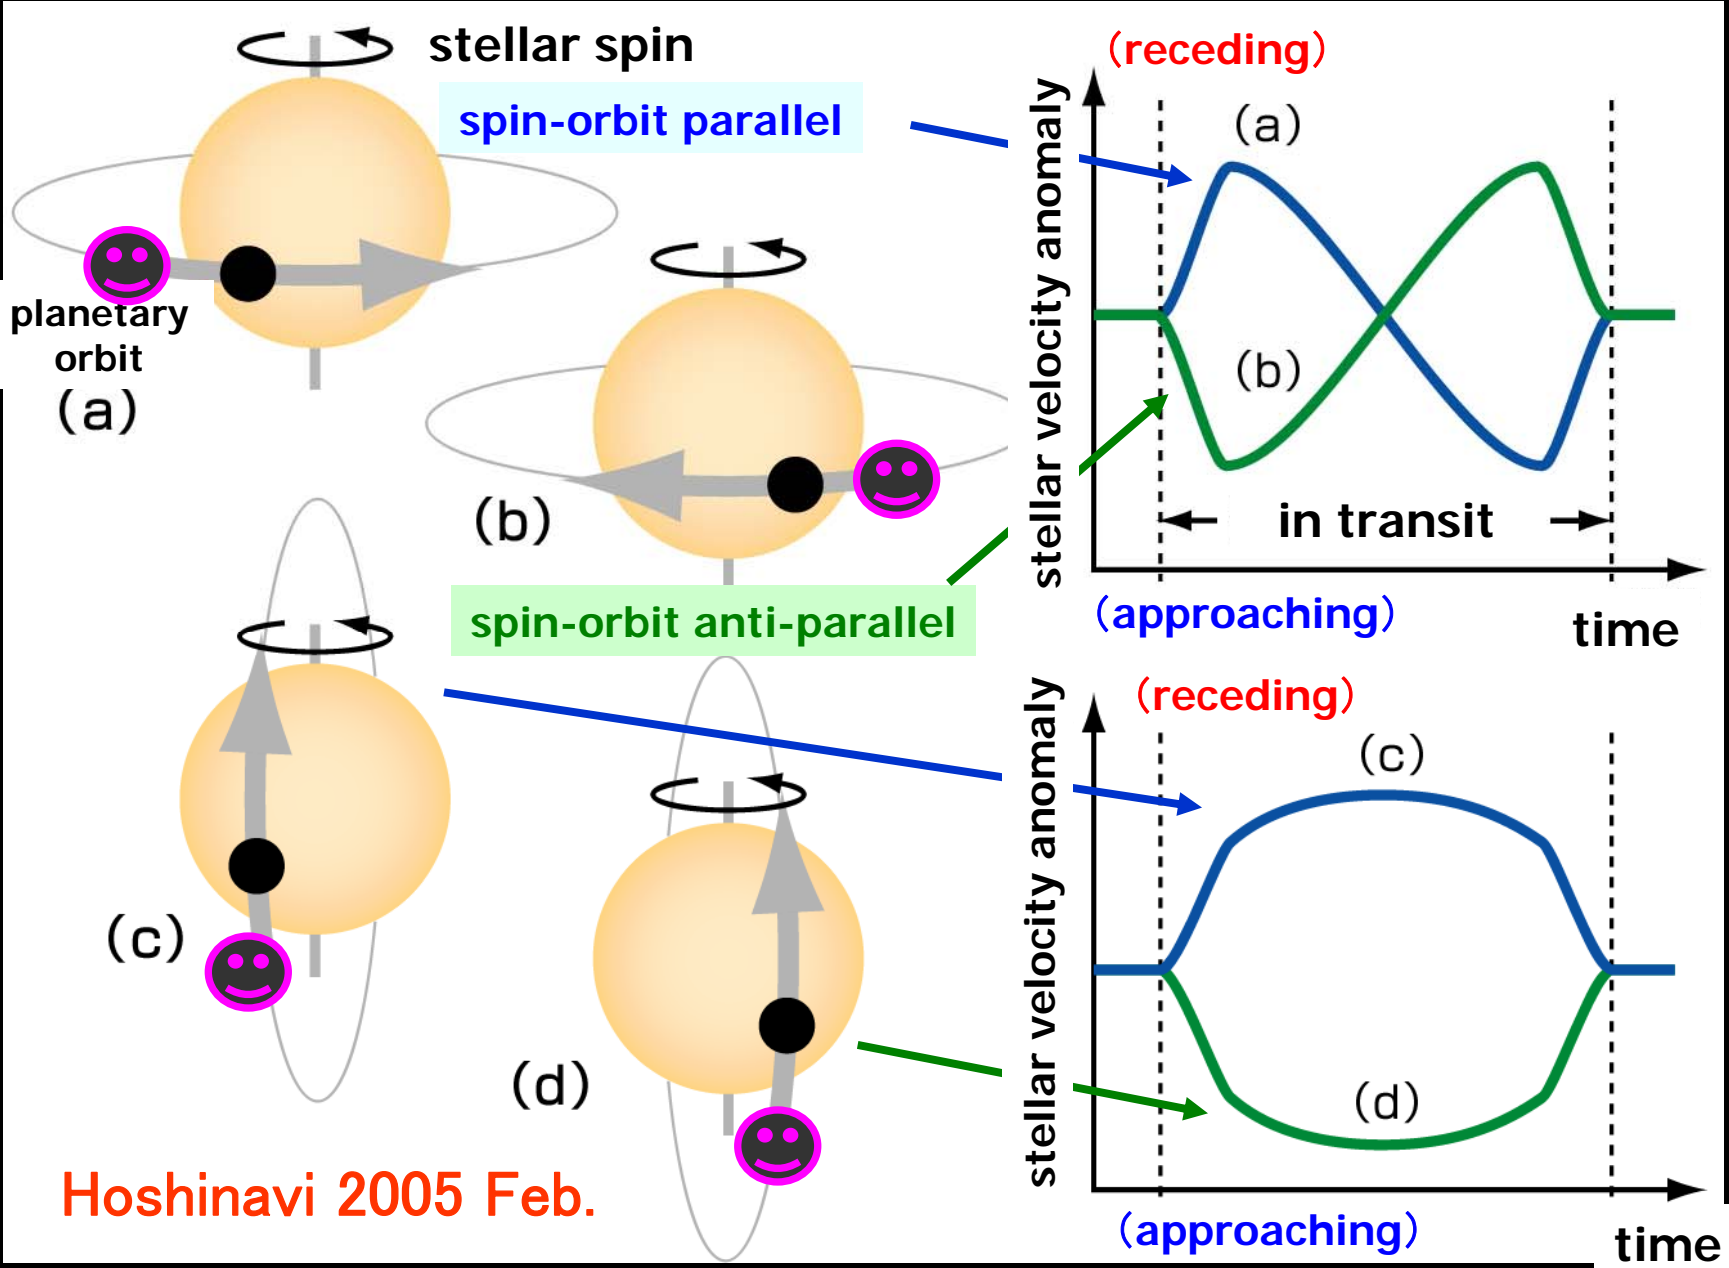 stellar spin
spin-orbit parallel
planetary
orbit
(a)
(b)
spin-orbit anti-parallel
(c)
(d)
Hoshinavi 2005 Feb.
(receding)
stellar velocity anomaly
(a)
(b)
in transit
(approaching)
time
(receding)
stellar velocity anomaly
(c)
(d)
(approaching)
time